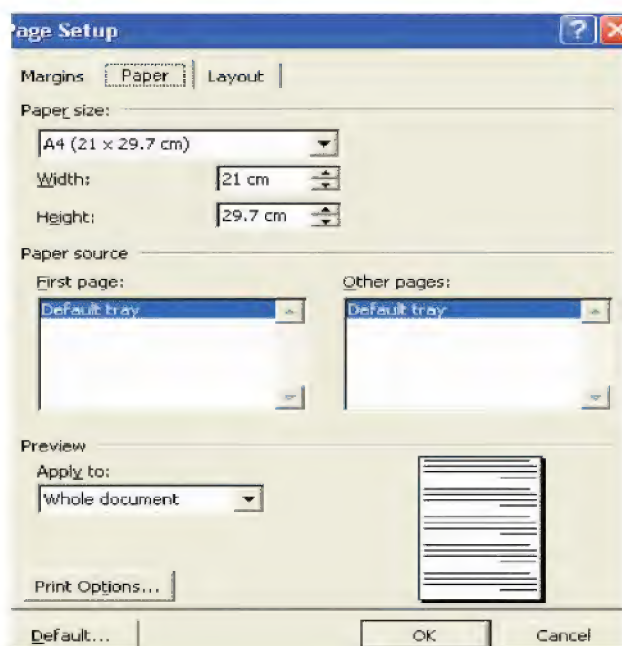 Page Setup
Margins Paper Layout
Paper size:
A4 (21 x 29.7 cm)
Width: 21 cm
Height: 29.7 cm
Paper source
First page: Other pages:
Default tray Default tray
Preview
Apply to:
Whole document
Print Options...
Default... OK Cancel